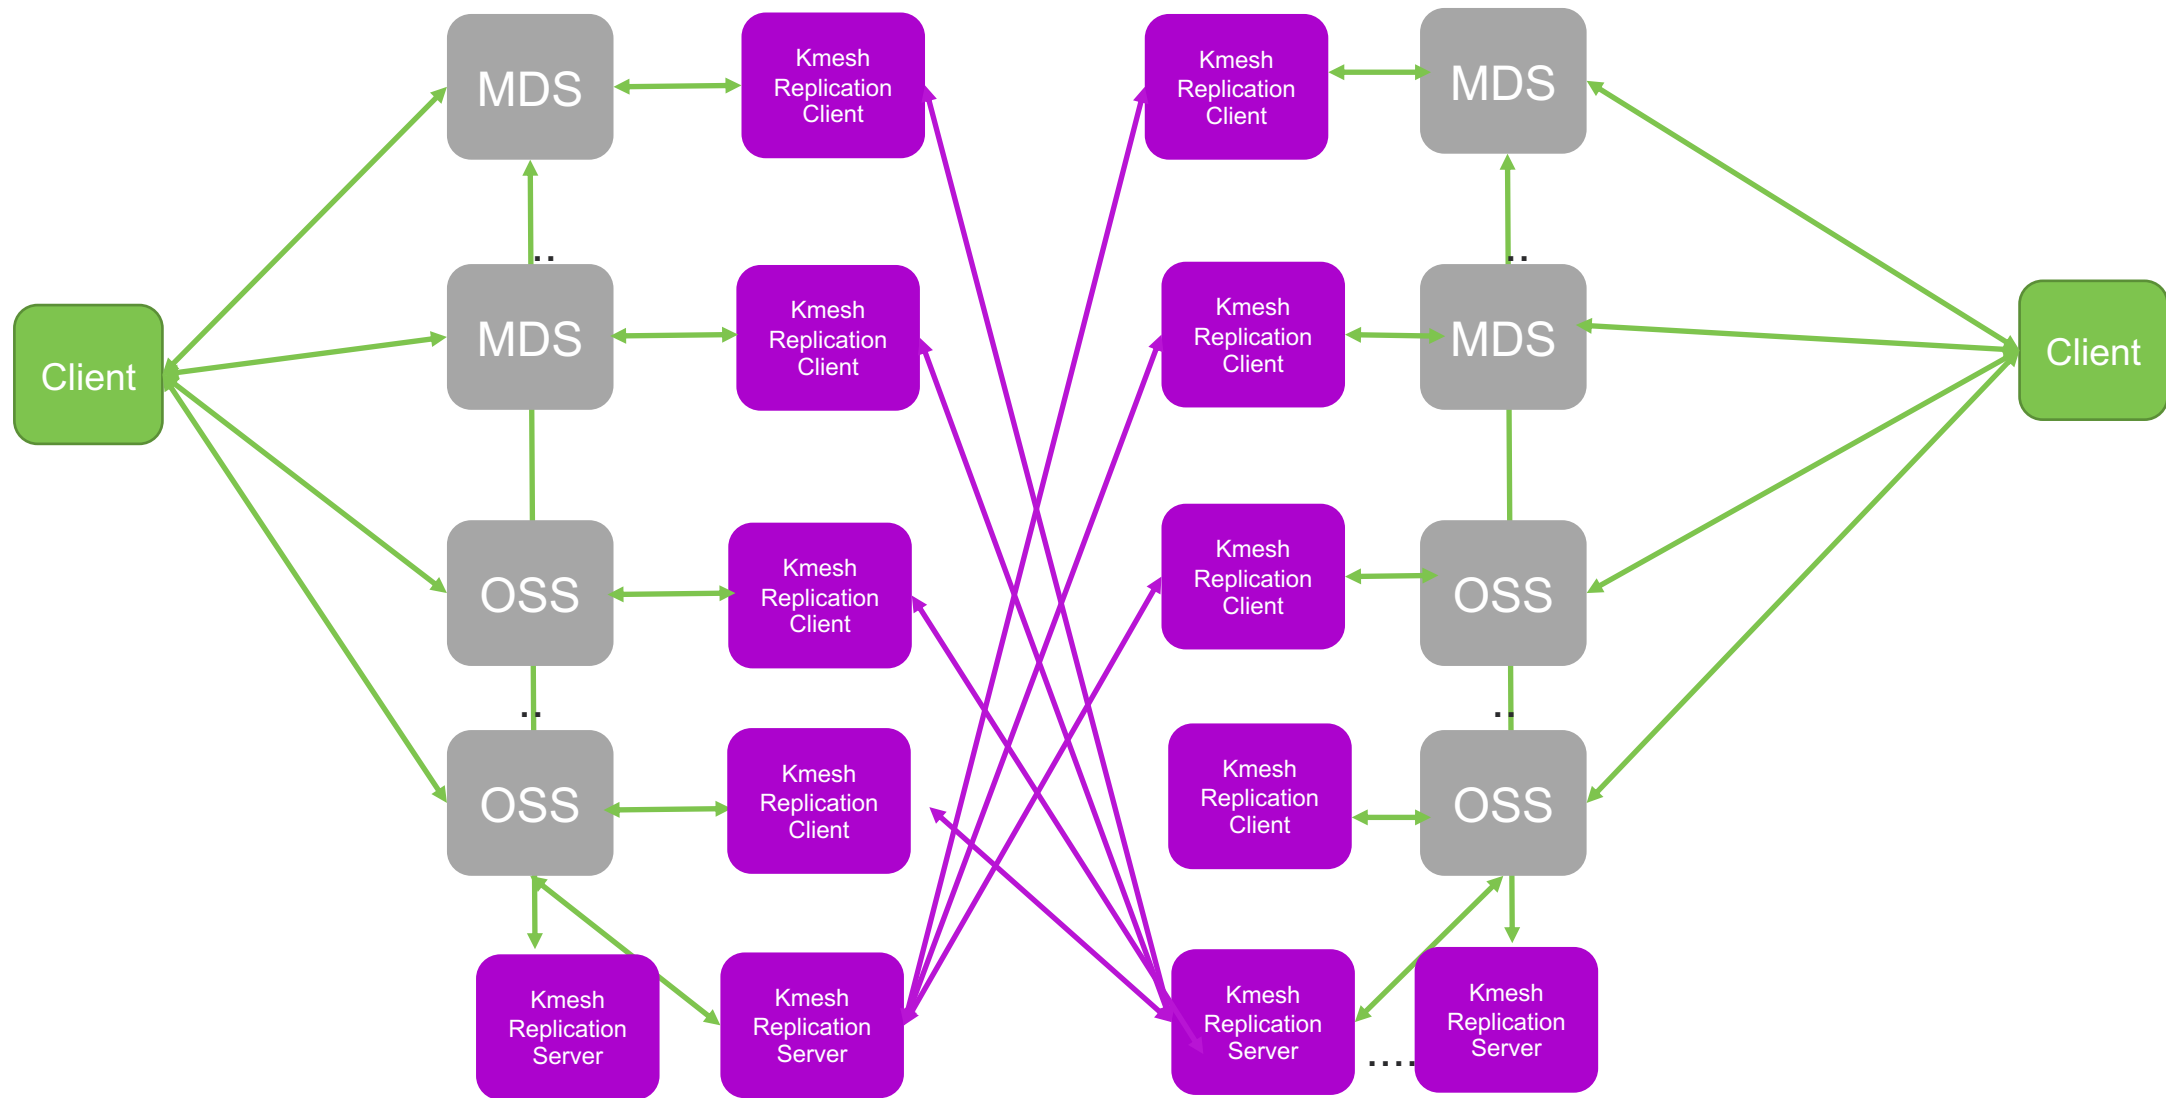 MDS
Kmesh
Replication
Client
Kmesh
Replication
Client
MDS
..
..
MDS
Kmesh
Replication
Client
Kmesh
Replication
Client
MDS
Client
Client
OSS
Kmesh
Replication
Client
Kmesh
Replication
Client
OSS
..
..
OSS
Kmesh
Replication
Client
Kmesh
Replication
Client
OSS
Kmesh
Replication
Server
Kmesh
Replication
Server
Kmesh
Replication
Server
....
Kmesh
Replication
Server